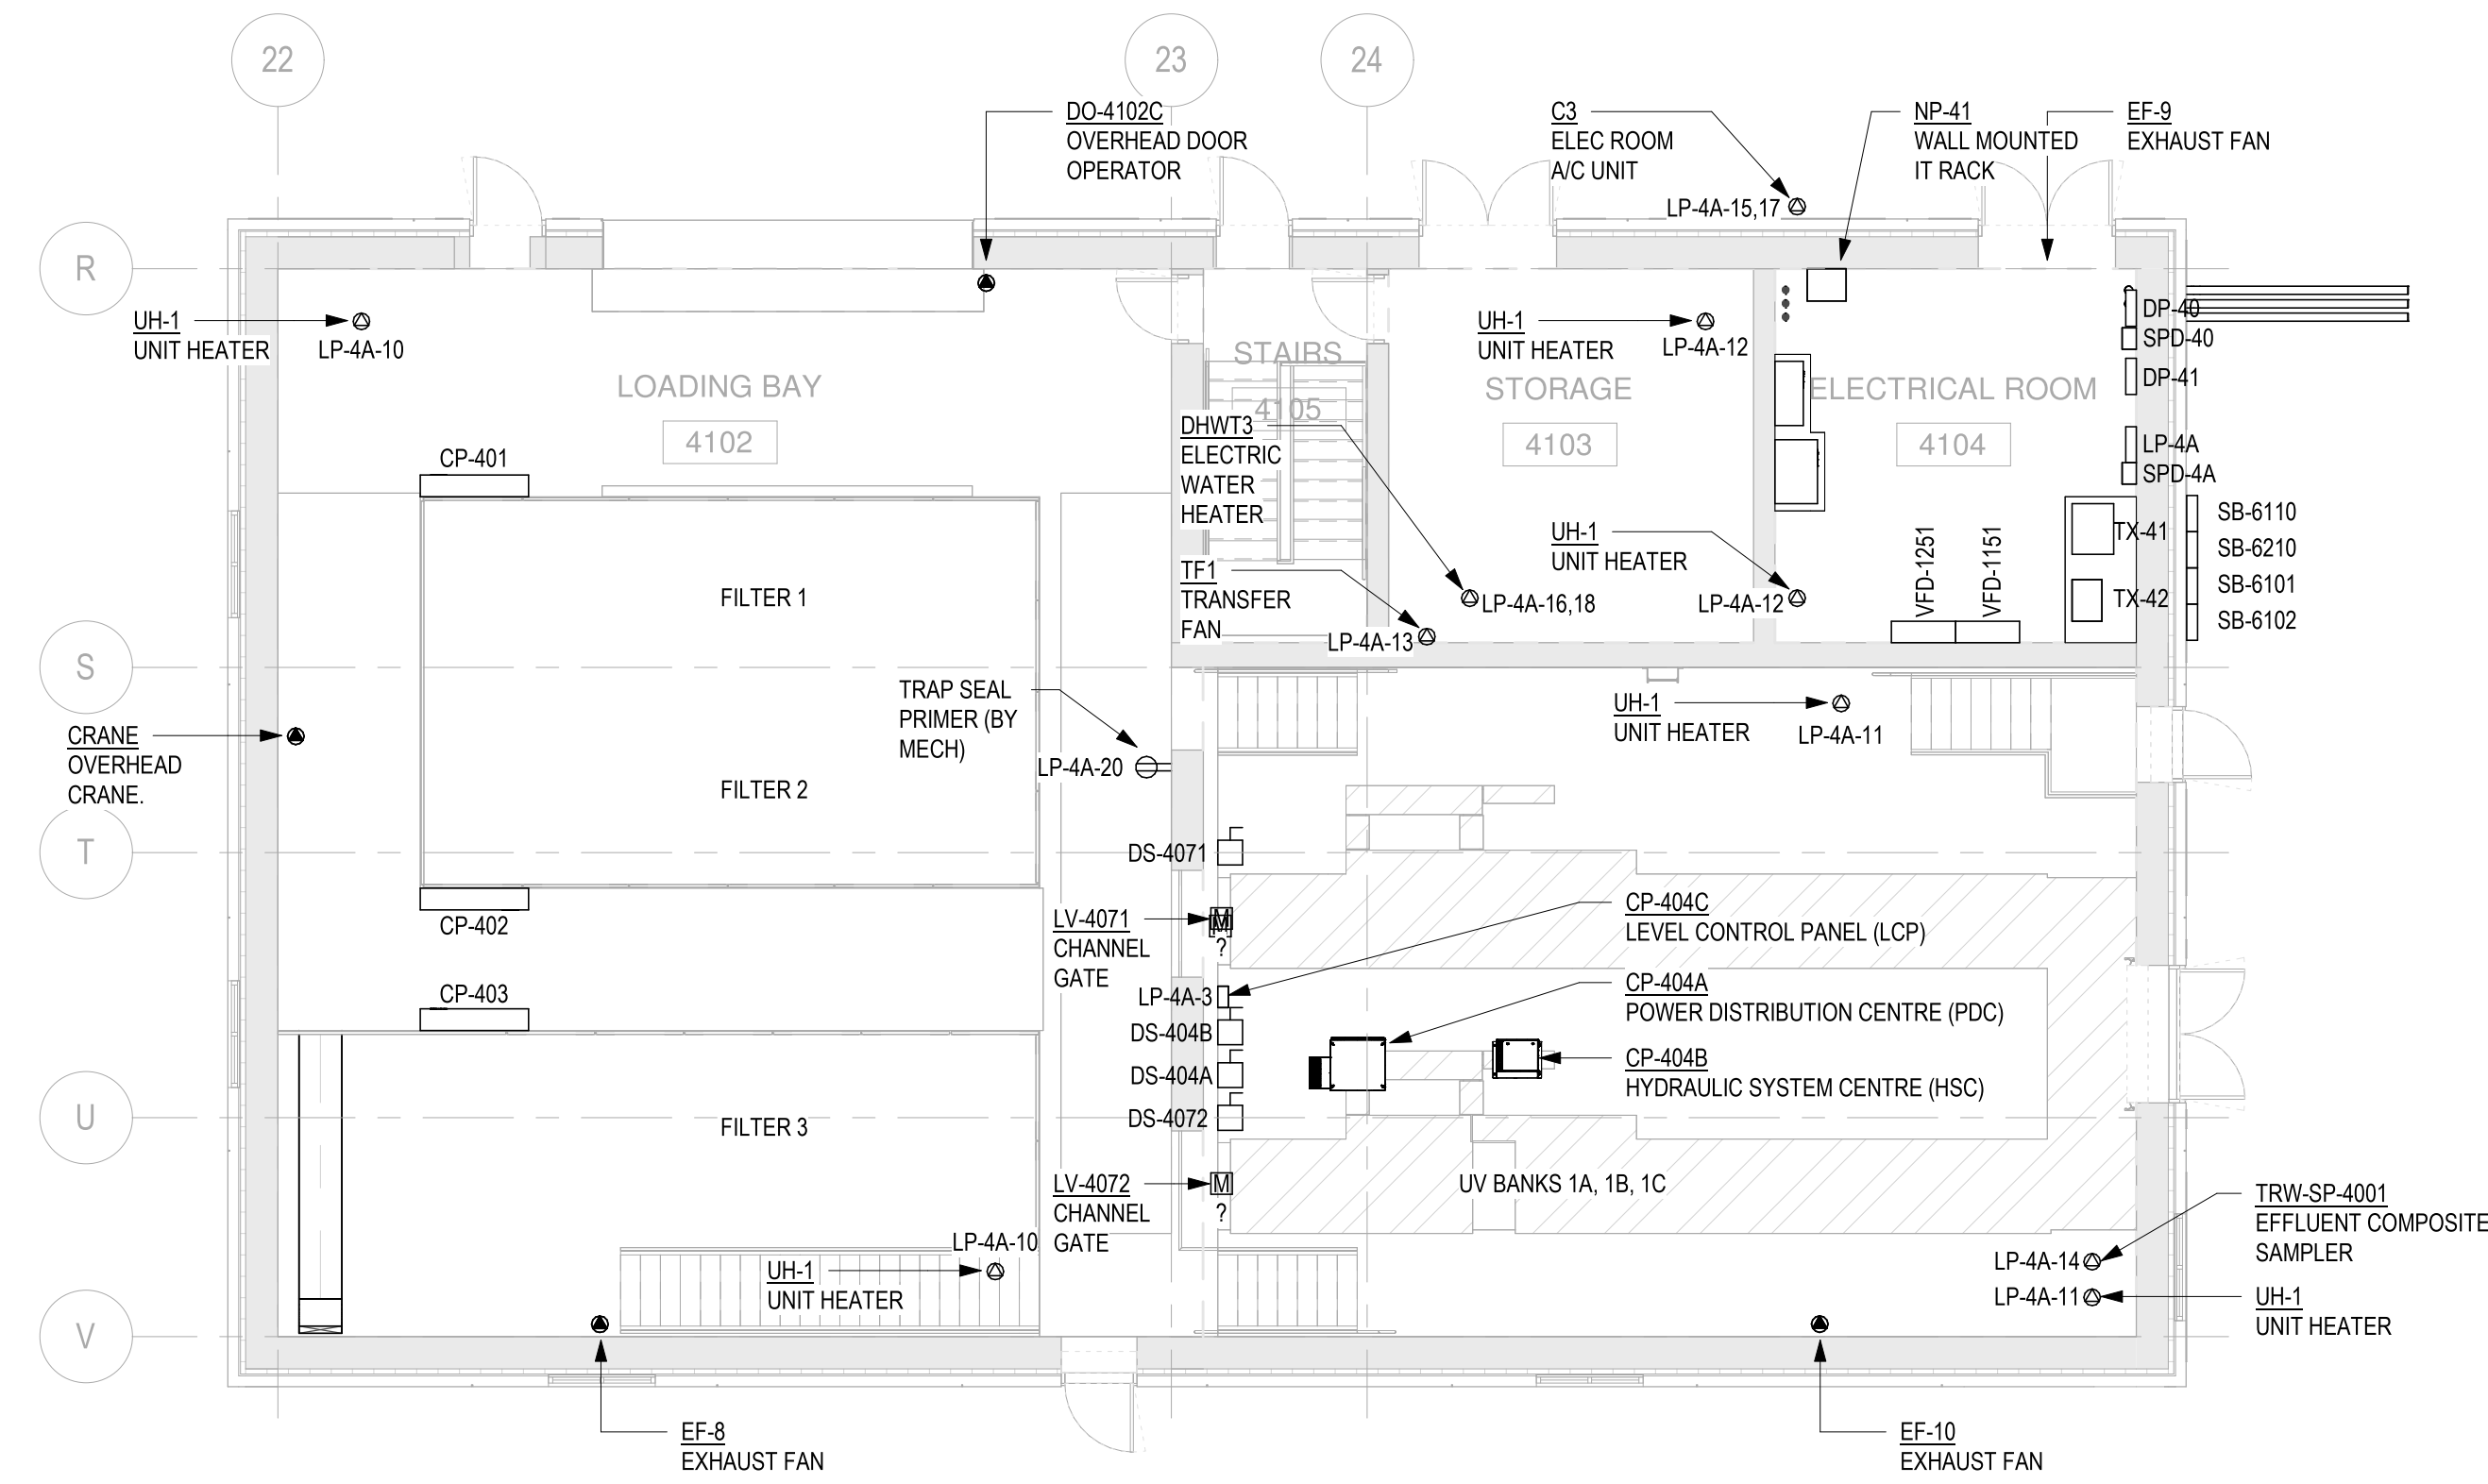 22
23
24
DO-4102C
OVERHEAD DOOR
OPERATOR
C3
ELEC ROOM
A/C UNIT
LP-4A-15,17
NP-41
WALL MOUNTED
IT RACK
EF-9
EXHAUST FAN
R
UH-1
UNIT HEATER
LP-4A-10
LOADING BAY
4102
STAIRS
4105
UH-1
UNIT HEATER
LP-4A-12
STORAGE
4103
ELECTRICAL ROOM
4104
DP-40
SPD-40
DP-41
LP-4A
SPD-4A
TX-41
TX-42
SB-6110
SB-6210
SB-6101
SB-6102
DHWT3
ELECTRIC
WATER
HEATER
LP-4A-16,18
UH-1
UNIT HEATER
LP-4A-12
VFD-1251
VFD-1151
TF1
TRANSFER
FAN
LP-4A-13
CP-401
FILTER 1
S
CRANE
OVERHEAD
CRANE.
TRAP SEAL
PRIMER (BY
MECH)
LP-4A-20
UH-1
UNIT HEATER
LP-4A-11
FILTER 2
T
DS-4071
CP-402
LV-4071
CHANNEL
GATE
M
?
CP-404C
LEVEL CONTROL PANEL (LCP)
CP-403
LP-4A-3
DS-404B
DS-404A
DS-4072
CP-404A
POWER DISTRIBUTION CENTRE (PDC)
CP-404B
HYDRAULIC SYSTEM CENTRE (HSC)
U
FILTER 3
LV-4072
CHANNEL
GATE
M
?
UV BANKS 1A, 1B, 1C
TRW-SP-4001
EFFLUENT COMPOSITE
SAMPLER
LP-4A-14
LP-4A-11
UH-1
UNIT HEATER
LP-4A-10
UH-1
UNIT HEATER
V
EF-8
EXHAUST FAN
EF-10
EXHAUST FAN